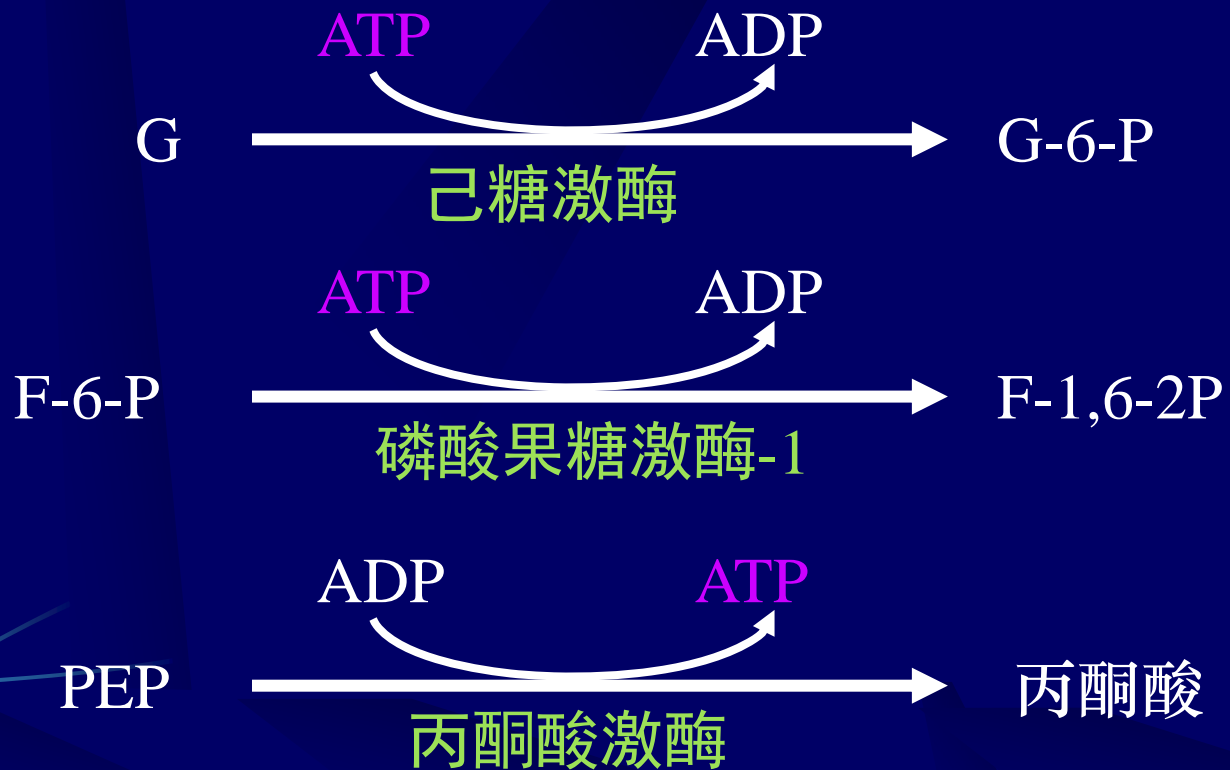 ATP ADP
G G-6-P
己糖激酶
ATP ADP
F-6-P F-1,6-2P
磷酸果糖激酶-1
ADP ATP
PEP 丙酮酸
丙酮酸激酶